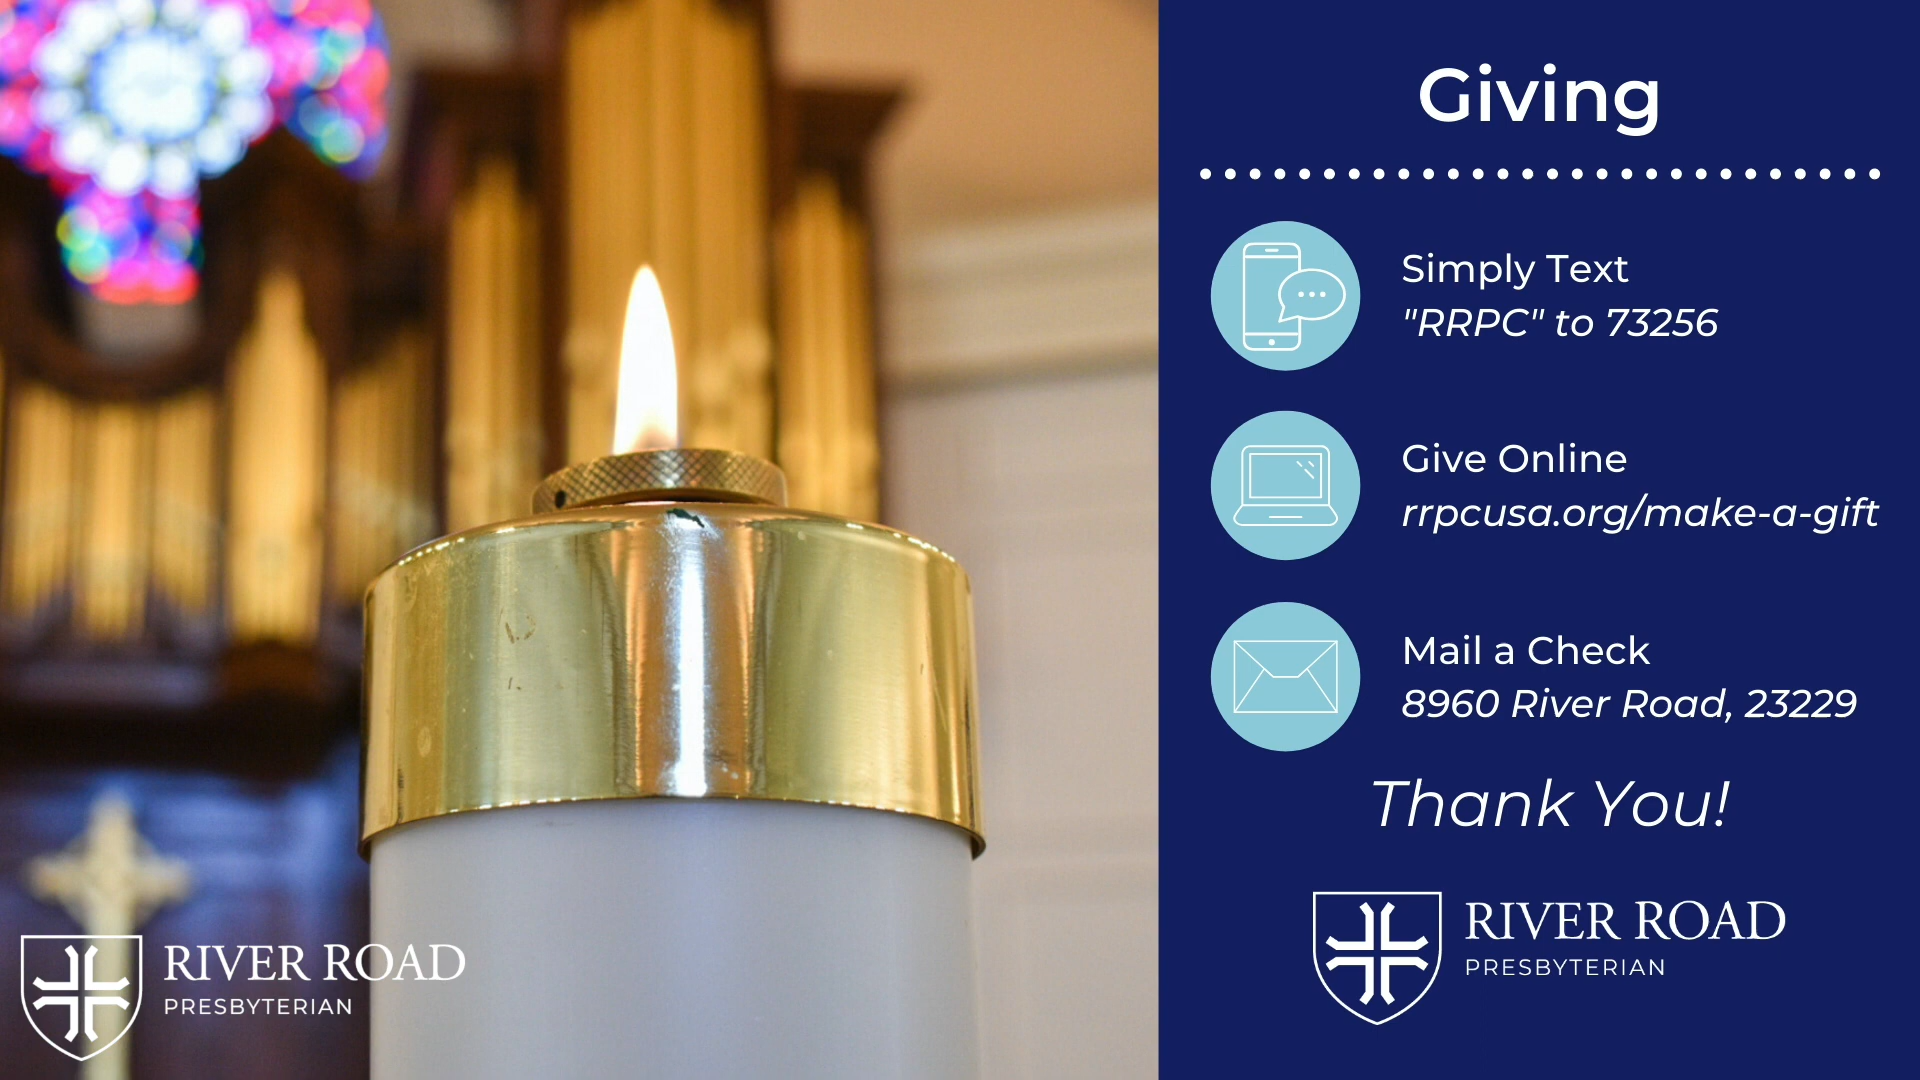 Giving
Simply Text
"RRPC" to 73256
Give Online
rrpcusa.org/make-a-gift
Mail a Check
8960 River Road, 23229
Thank You!
RIVER ROAD
PRESBYTERIAN
RIVER ROAD
PRESBYTERIAN